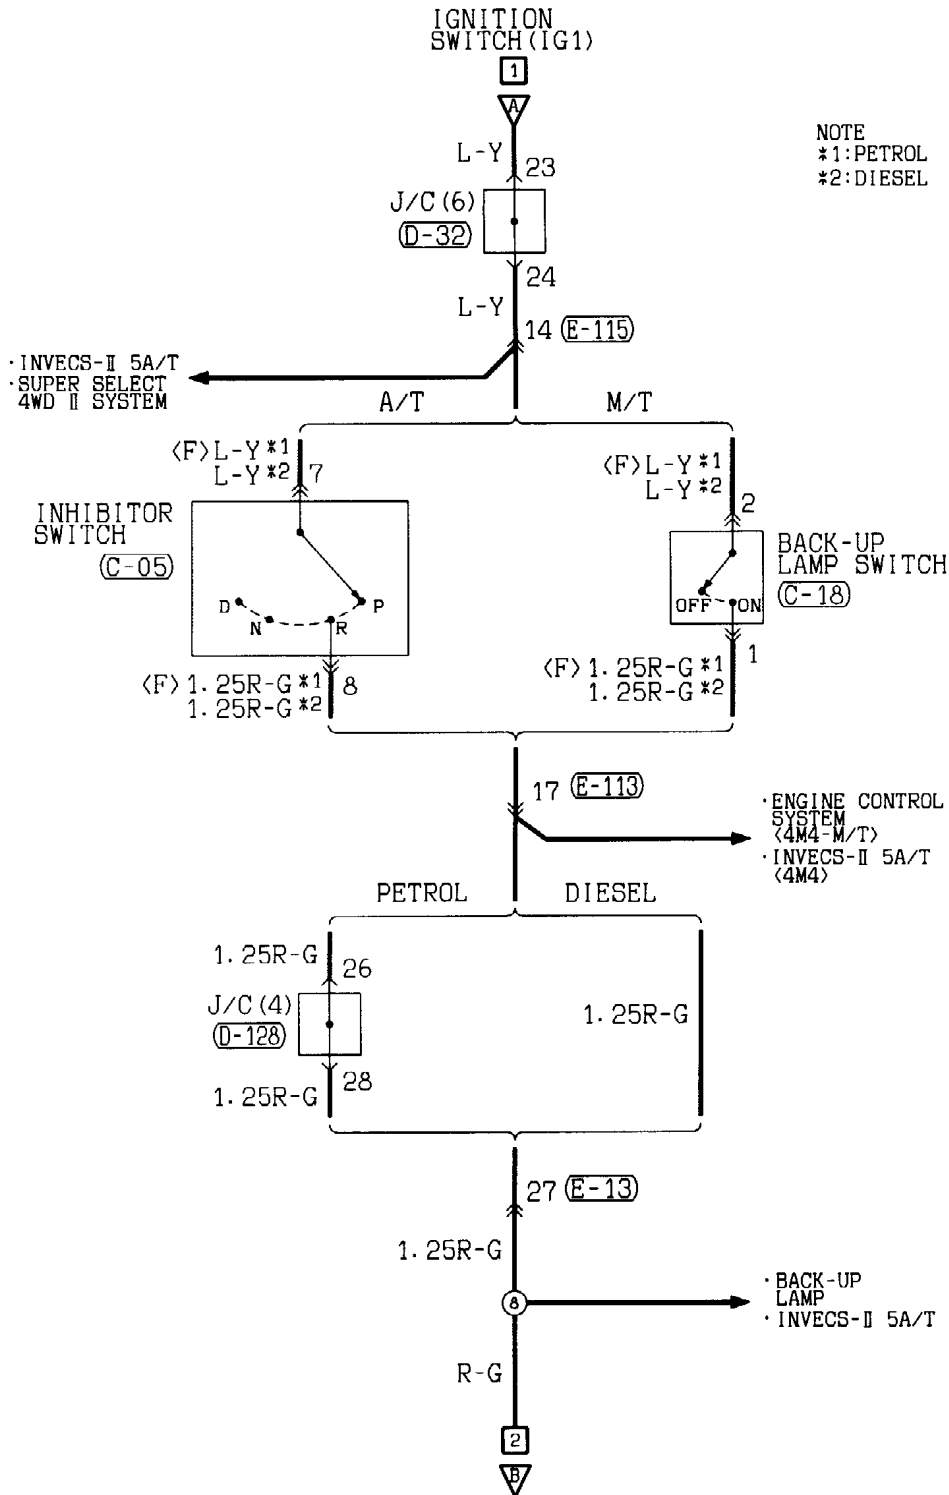 IGNITION
SWITCH(IG1)
1
A
NOTE
*1:PETROL
*2:DIESEL
L-Y
23
J/C(6)
D-32
24
L-Y
14 E-115
·INVECS-Ⅱ 5A/T
·SUPER SELECT
4WD Ⅱ SYSTEM
A/T
M/T
<F>L-Y*1
L-Y*2
7
<F>L-Y*1
L-Y*2
2
INHIBITOR
SWITCH
C-05
D
N
R
P
BACK-UP
LAMP SWITCH
C-18
OFF
ON
<F>1.25R-G*1
1.25R-G*2
8
<F>1.25R-G*1
1.25R-G*2
1
17 E-113
·ENGINE CONTROL
SYSTEM
<4M4-M/T>
·INVECS-Ⅱ 5A/T
<4M4>
PETROL
DIESEL
1.25R-G
26
J/C(4)
D-128
1.25R-G
28
1.25R-G
27 E-13
1.25R-G
8
·BACK-UP
LAMP
·INVECS-Ⅱ 5A/T
R-G
2
B